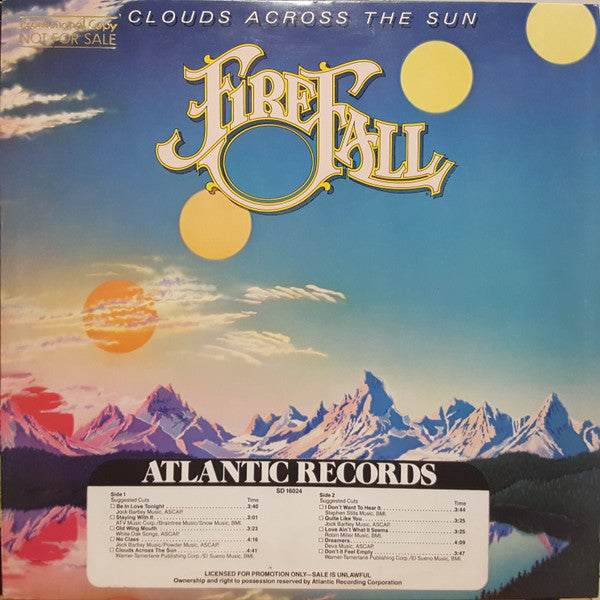 Promotional Copy
NOT FOR SALE
CLOUDS ACROSS THE SUN
FIREFALL
ATLANTIC RECORDS
SD 16024
Side 1
Suggested Cuts Time
Be In Love Tonight 3:40
Jock Bartley Music, ASCAP.
Staying With It 3:01
ATV Music Corp./Braintree Music/Snow Music, BMI.
Old Wing Mouth 3:23
White Oak Songs, ASCAP.
No Class 4:16
Jock Bartley Music/Powder Music, ASCAP.
Clouds Across The Sun 4:41
Warner-Tamerlane Publishing Corp./El Sueno Music, BMI.
Side 2
Suggested Cuts Time
I Don't Want To Hear It 3:44
Stephen Stills Music, BMI.
Quite Like You 3:25
Jock Bartley Music, ASCAP.
Love Ain't What It Seems 3:25
Robin Miller Music, BMI.
Dreamers 4:09
Deva Music, ASCAP.
Don't It Feel Empty 3:47
Warner-Tamerlane Publishing Corp./El Sueno Music, BMI.
LICENSED FOR PROMOTION ONLY—SALE IS UNLAWFUL
Ownership and right to possession reserved by Atlantic Recording Corporation